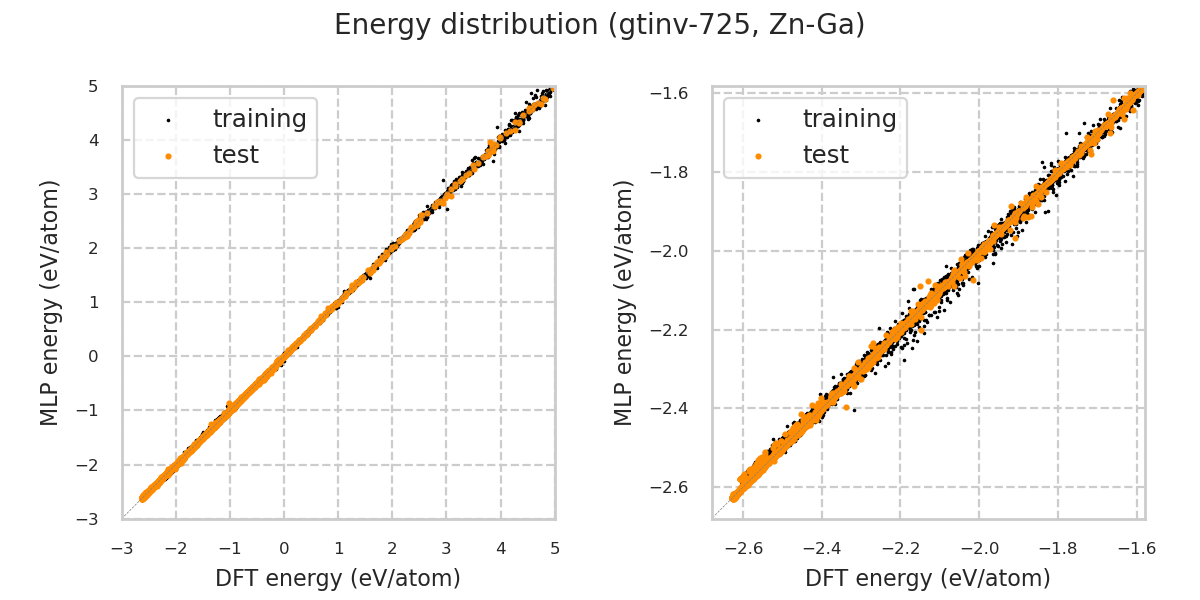 Energy distribution (gtinv-725, Zn-Ga)
5
4
3
2
1
0
−1
−2
−3
−3 −2 −1 0 1 2 3 4 5
MLP energy (eV/atom)
DFT energy (eV/atom)
training
test
−1.6
−1.8
−2.0
−2.2
−2.4
−2.6
−2.6 −2.4 −2.2 −2.0 −1.8 −1.6
MLP energy (eV/atom)
DFT energy (eV/atom)
training
test